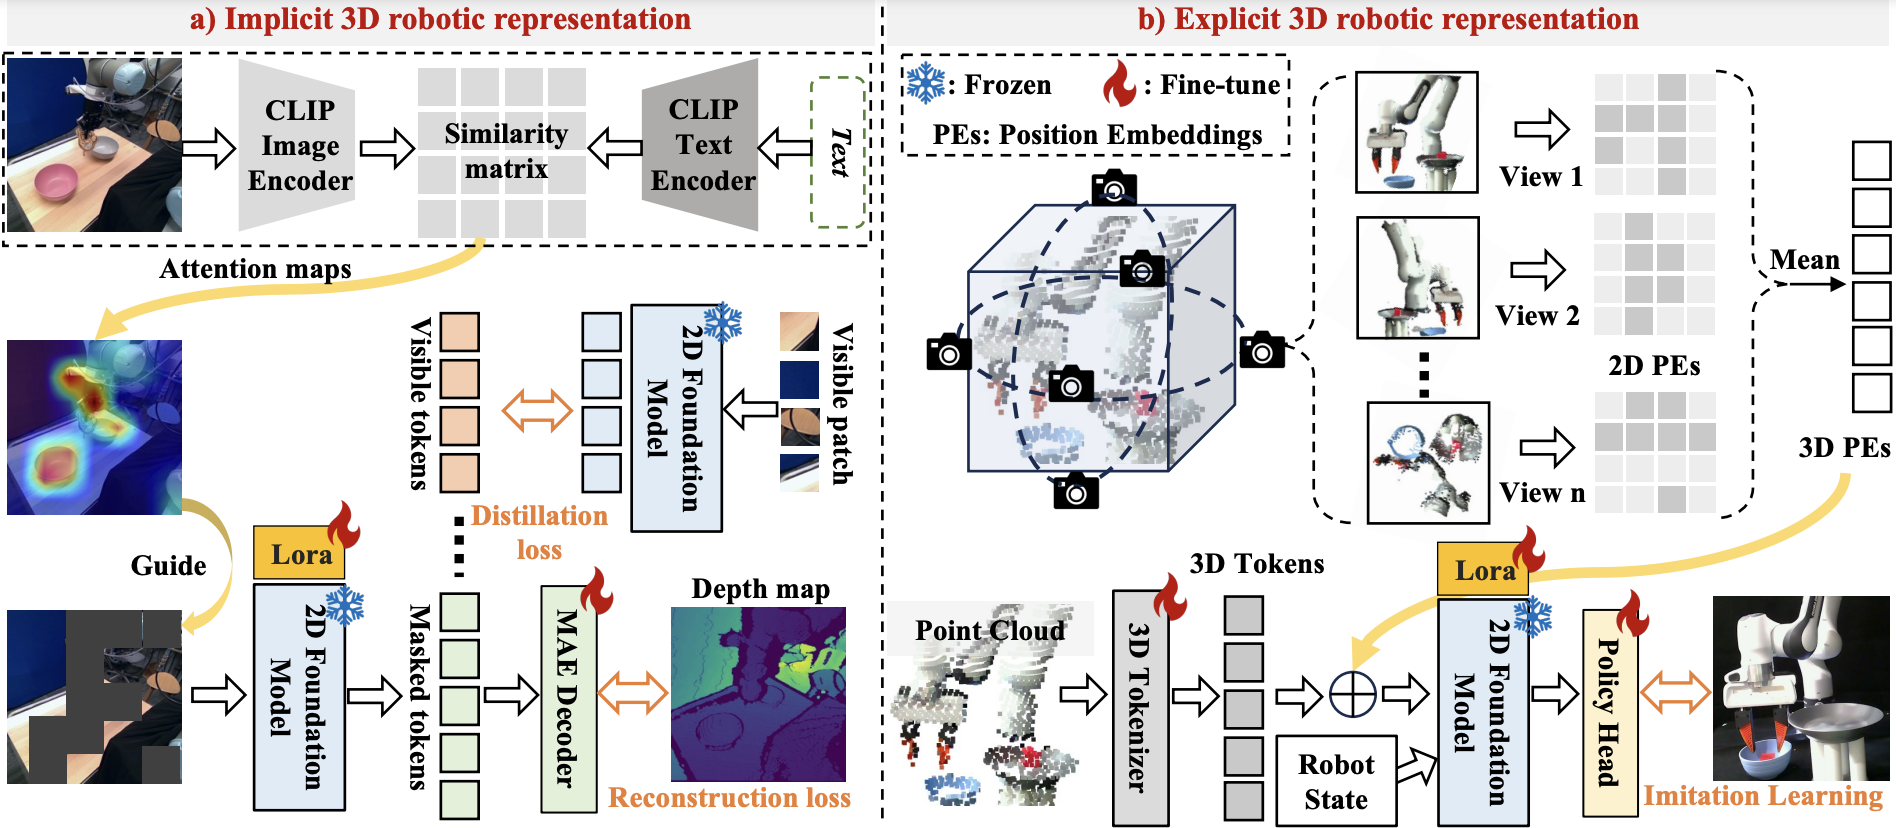 a) Implicit 3D robotic representation
CLIP
Image
Encoder
Similarity
matrix
CLIP
Text
Encoder
Text
Attention maps
Visible tokens
2D Foundation
Model
Visible patch
Distillation
loss
Guide
Lora
2D Foundation
Model
Masked tokens
MAE Decoder
Depth map
Reconstruction loss
b) Explicit 3D robotic representation
: Frozen
: Fine-tune
PEs: Position Embeddings
View 1
View 2
View n
2D PEs
Mean
3D PEs
Point Cloud
3D Tokenizer
3D Tokens
Robot
State
Lora
2D Foundation
Model
Policy Head
Imitation Learning